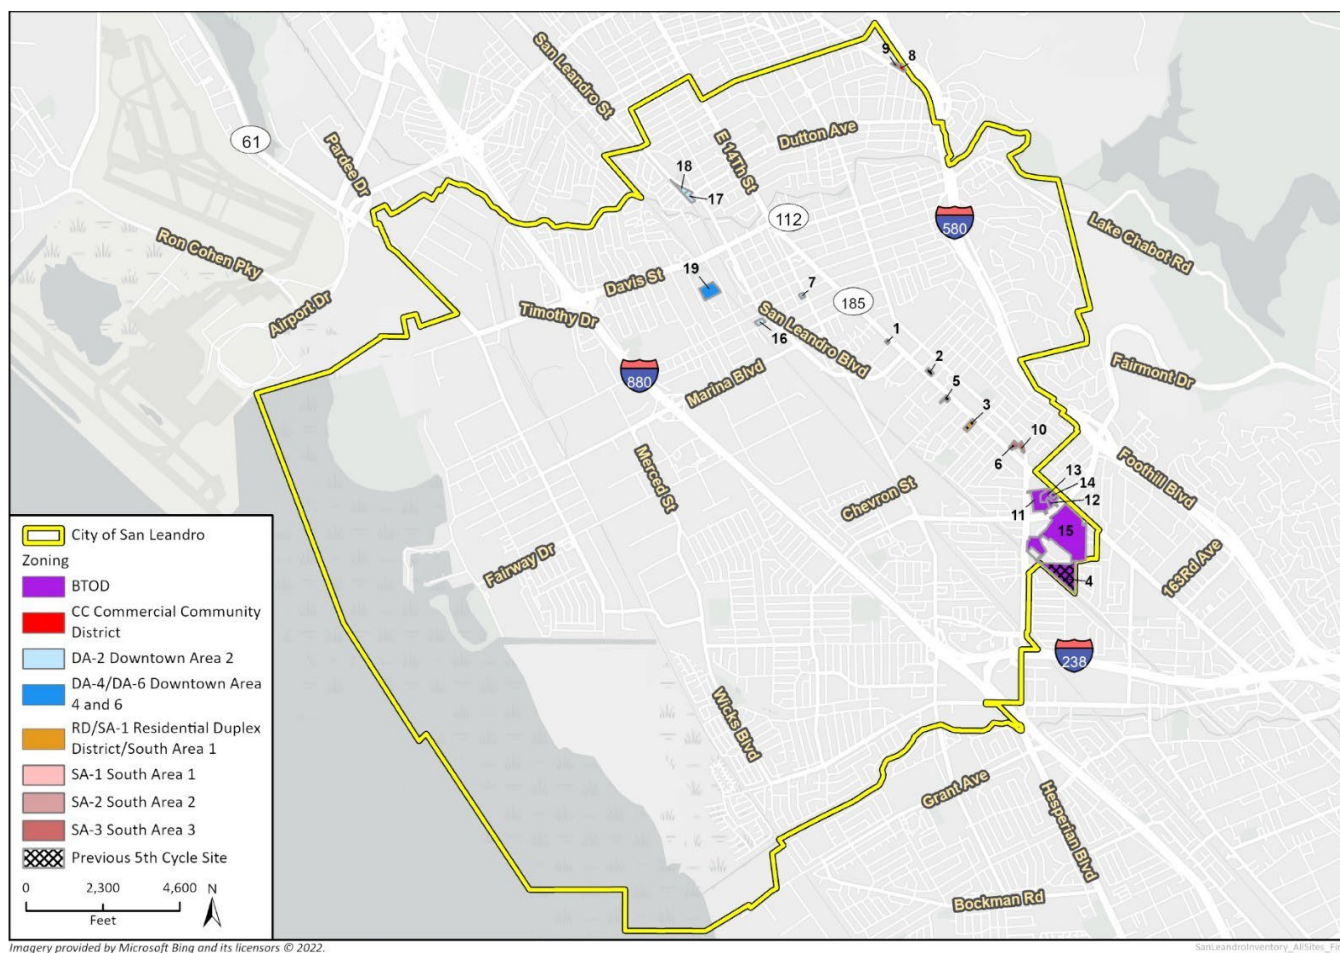 San Leandro St
9
8
61
Pardee Dr
E 14Th St
Dutton Ave
18
17
112
580
Lake Chabot Rd
Ron Cohen Pky
Airport Dr
Davis St
19
7
185
Timothy Dr
16
San Leandro Blvd
1
880
Marina Blvd
2
5
3
Fairmont Dr
10
6
Merced St
Foothill Blvd
13
14
12
11
Chevron St
15
Fairway Dr
163Rd Ave
4
238
Wicks Blvd
Grant Ave
Hesperian Blvd
Bockman Rd
City of San Leandro
Zoning
BTOD
CC Commercial Community
District
DA-2 Downtown Area 2
DA-4/DA-6 Downtown Area
4 and 6
RD/SA-1 Residential Duplex
District/South Area 1
SA-1 South Area 1
SA-2 South Area 2
SA-3 South Area 3
Previous 5th Cycle Site
0 2,300 4,600 N
Feet
Imagery provided by Microsoft Bing and its licensors © 2022.